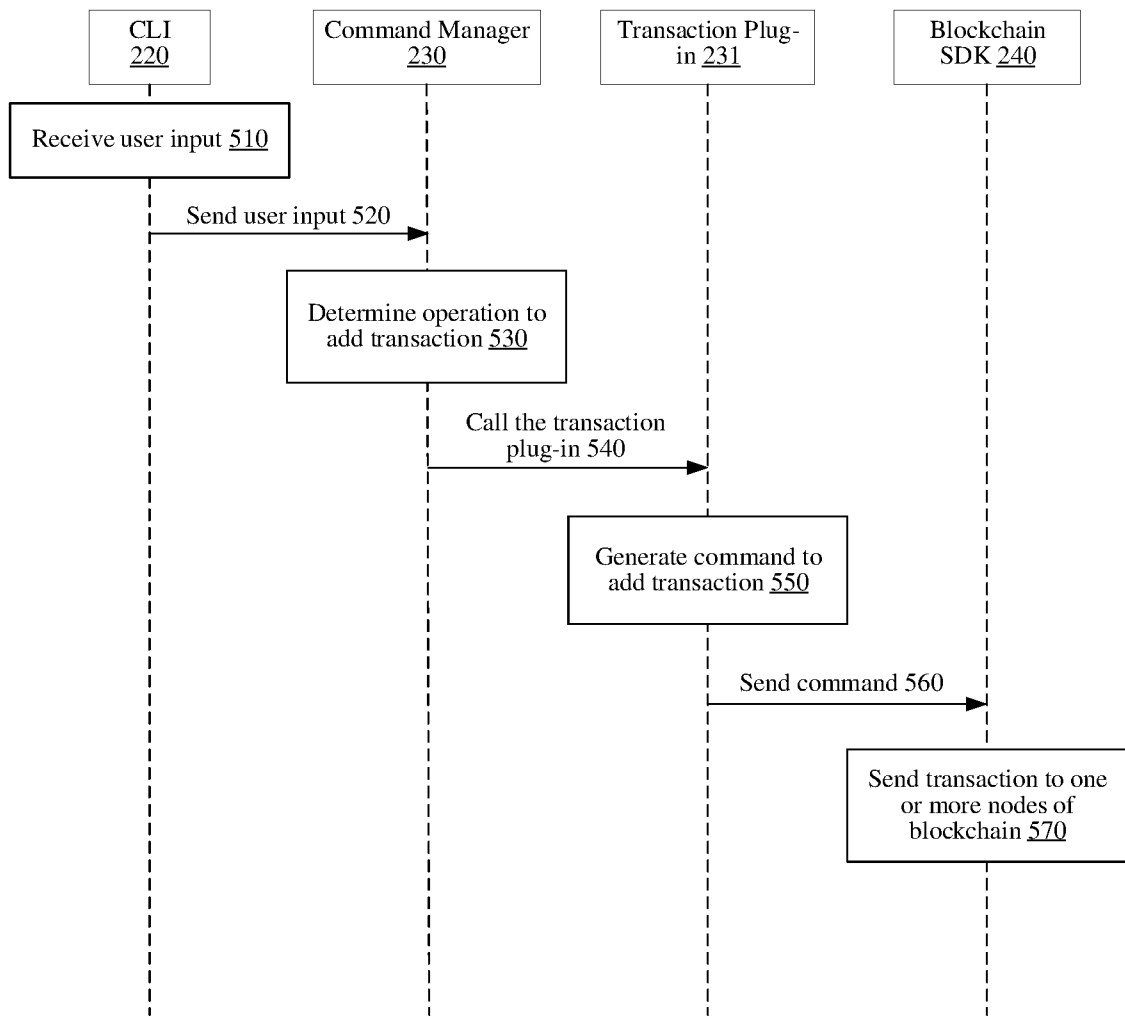 CLI
220
Command Manager
230
Transaction Plug-
in 231
Blockchain
SDK 240
Receive user input 510
Send user input 520
Determine operation to
add transaction 530
Call the transaction
plug-in 540
Generate command to
add transaction 550
Send command 560
Send transaction to one
or more nodes of
blockchain 570